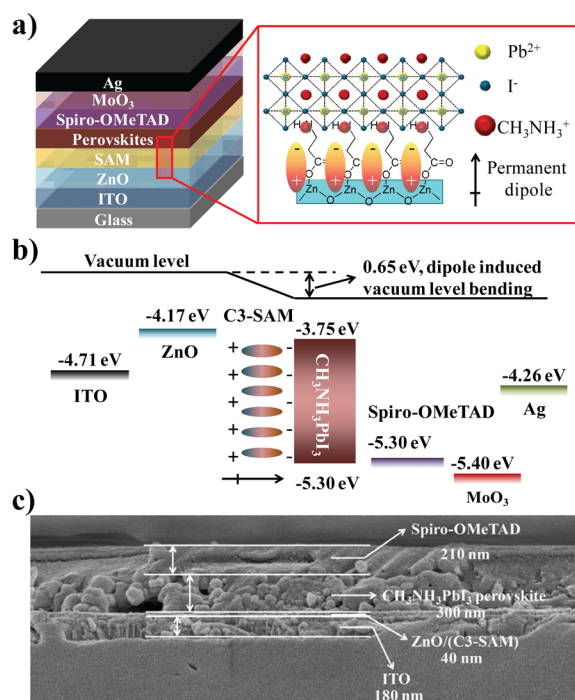 a)
Ag
MoO₃
Spiro-OMeTAD
Perovskites
SAM
ZnO
ITO
Glass
Pb²⁺
I⁻
CH₃NH₃⁺
Permanent
dipole
b)
Vacuum level
0.65 eV, dipole induced
vacuum level bending
-4.17 eV
C3-SAM
-3.75 eV
ZnO
-4.71 eV
ITO
CH₃NH₃PbI₃
-4.26 eV
Ag
Spiro-OMeTAD
-5.30 eV
-5.30 eV
-5.40 eV
MoO₃
c)
Spiro-OMeTAD
210 nm
CH₃NH₃PbI₃ perovskite
300 nm
ZnO/(C3-SAM)
40 nm
ITO
180 nm